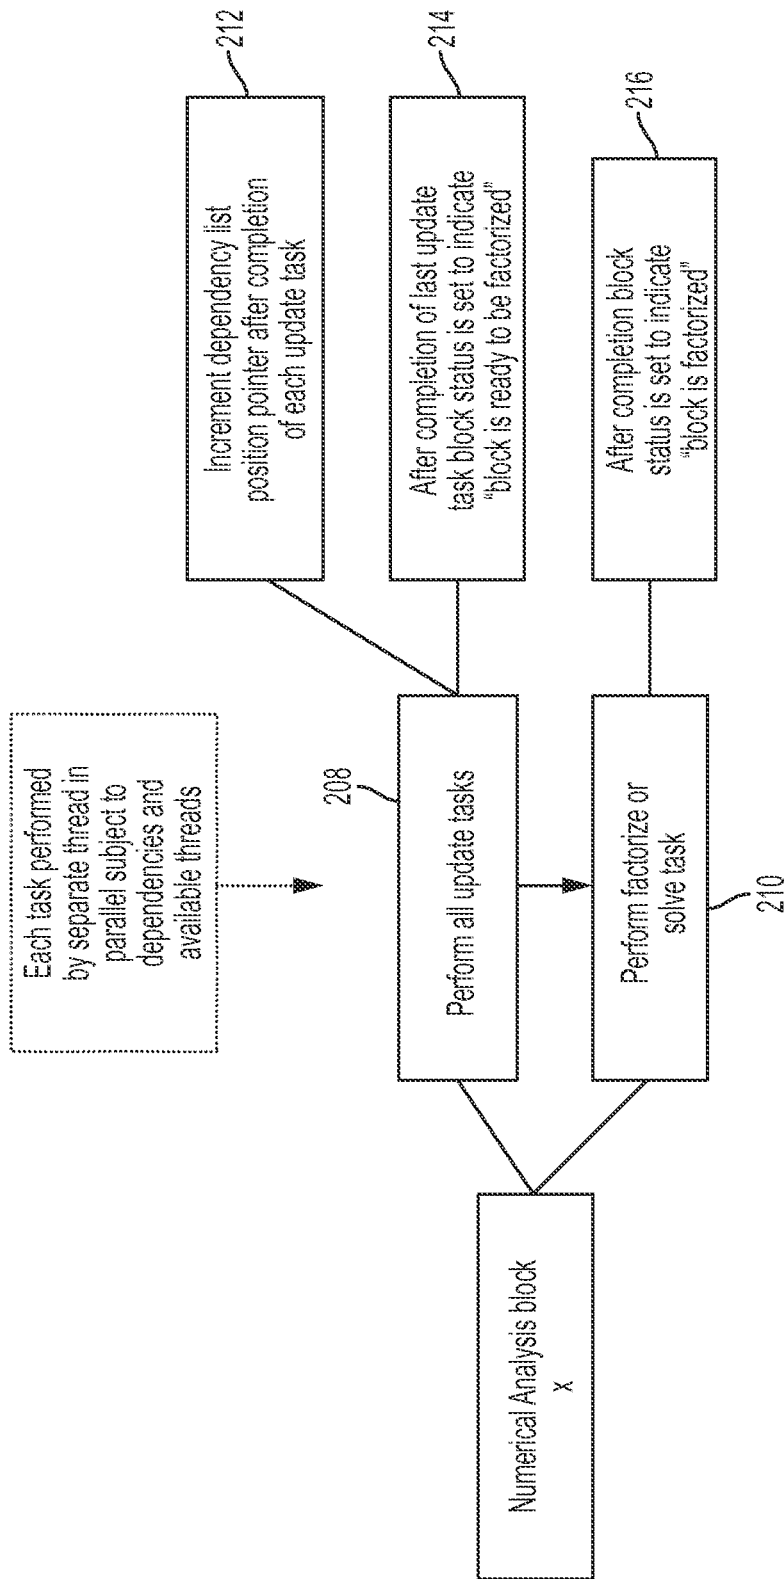 Each task performed
by separate thread in
parallel subject to
dependencies and
available threads
Numerical Analysis block
x
208
Perform all update tasks
Perform factorize or
solve task
210
Increment dependency list
position pointer after completion
of each update task
212
After completion of last update
task block status is set to indicate
“block is ready to be factorized”
214
After completion block
status is set to indicate
“block is factorized”
216